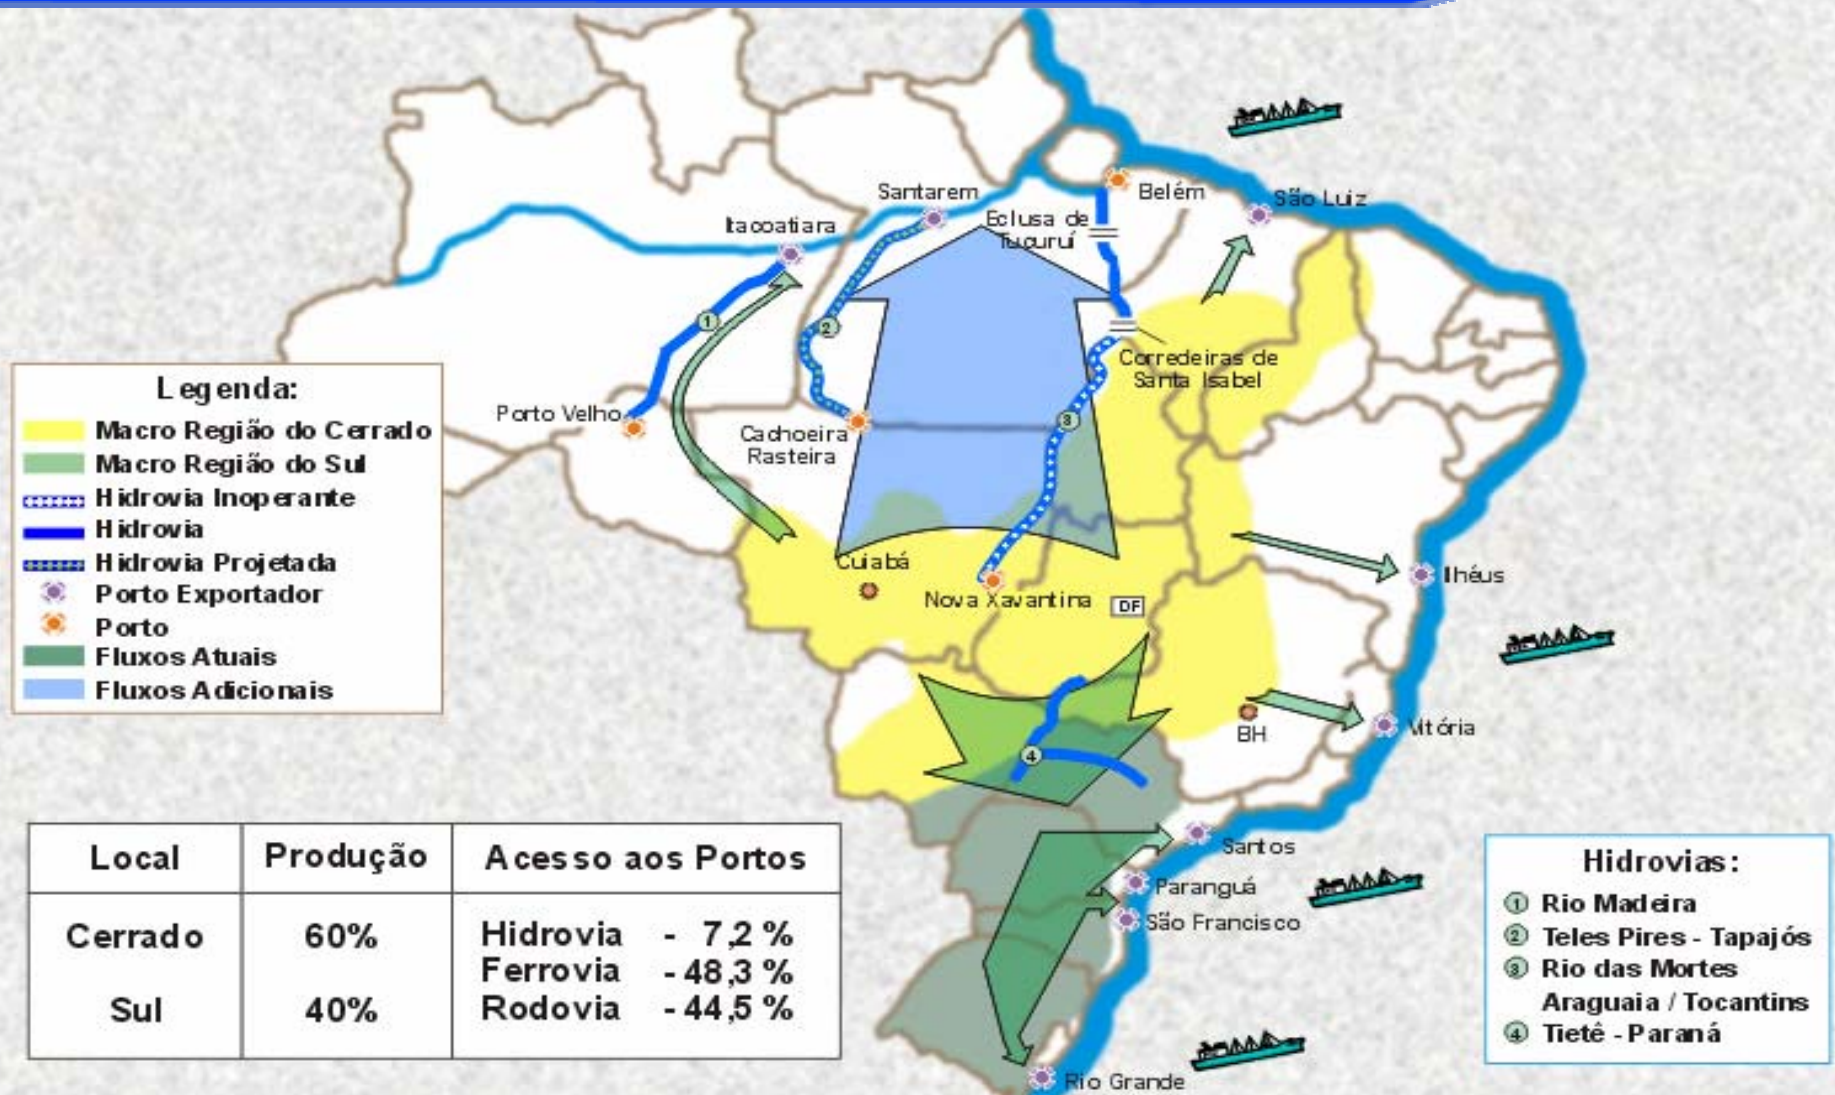 Santarem
Belém
São Luiz
Itacoatiara
Eclusa de
Tucuruí
1
2
Corredeiras de
Santa Isabel
Porto Velho
Cachoeira
Rasteira
3
Cuiabá
Nova Xavantina
DF
Ilhéus
BH
Vitória
4
Santos
Paranguá
São Francisco
Rio Grande
Legenda:
Macro Região do Cerrado
Macro Região do Sul
Hidrovia Inoperante
Hidrovia
Hidrovia Projetada
Porto Exportador
Porto
Fluxos Atuais
Fluxos Adicionais
Local Produção Acesso aos Portos
Cerrado 60% Hidrovia - 7,2 %
Ferrovia - 48,3 %
Sul 40% Rodovia - 44,5 %
Hidrovias:
1 Rio Madeira
2 Teles Pires - Tapajós
3 Rio das Mortes
Araguaia / Tocantins
4 Tietê - Paraná